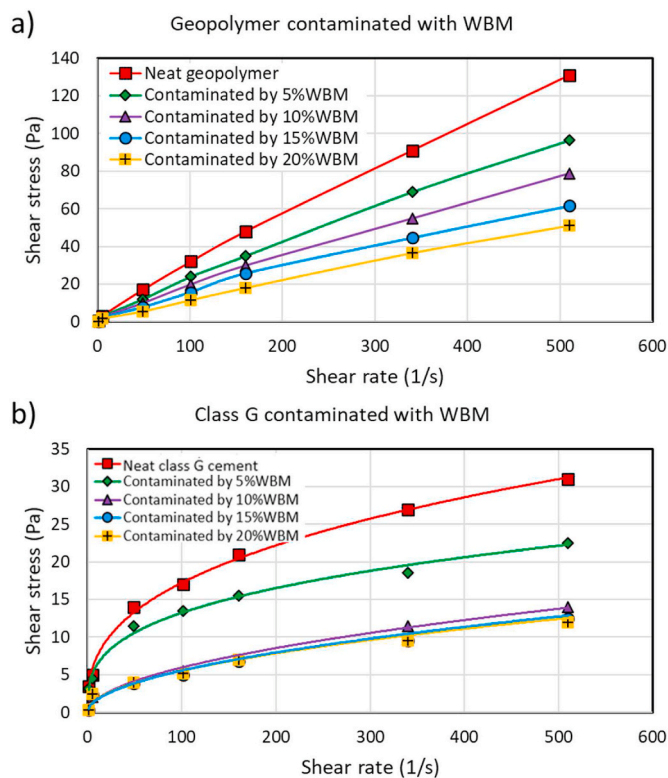 a)
Geopolymer contaminated with WBM
140
120
100
80
60
40
20
0
Shear stress (Pa)
Neat geopolymer
Contaminated by 5%WBM
Contaminated by 10%WBM
Contaminated by 15%WBM
Contaminated by 20%WBM
0 100 200 300 400 500 600
Shear rate (1/s)
b)
Class G contaminated with WBM
35
30
25
20
15
10
5
0
Shear stress (Pa)
Neat class G cement
Contaminated by 5%WBM
Contaminated by 10%WBM
Contaminated by 15%WBM
Contaminated by 20%WBM
0 100 200 300 400 500 600
Shear rate (1/s)